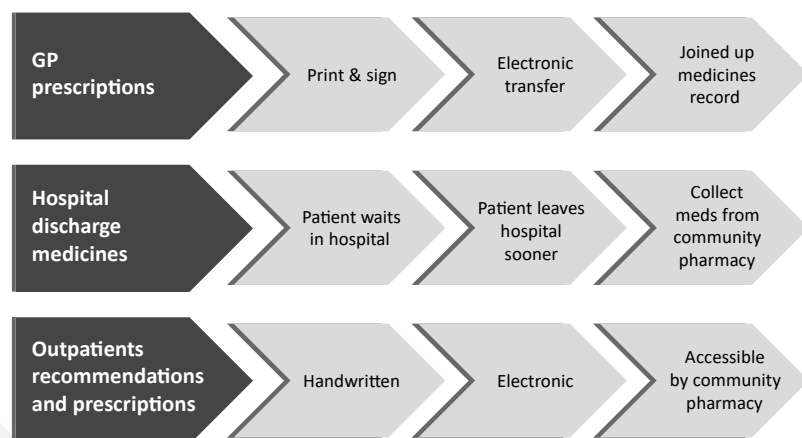 GP
prescriptions
Print & sign
Electronic
transfer
Joined up
medicines
record
Hospital
discharge
medicines
Patient waits
in hospital
Patient leaves
hospital
sooner
Collect
meds from
community
pharmacy
Outpatients
recommendations
and prescriptions
Handwritten
Electronic
Accessible
by community
pharmacy